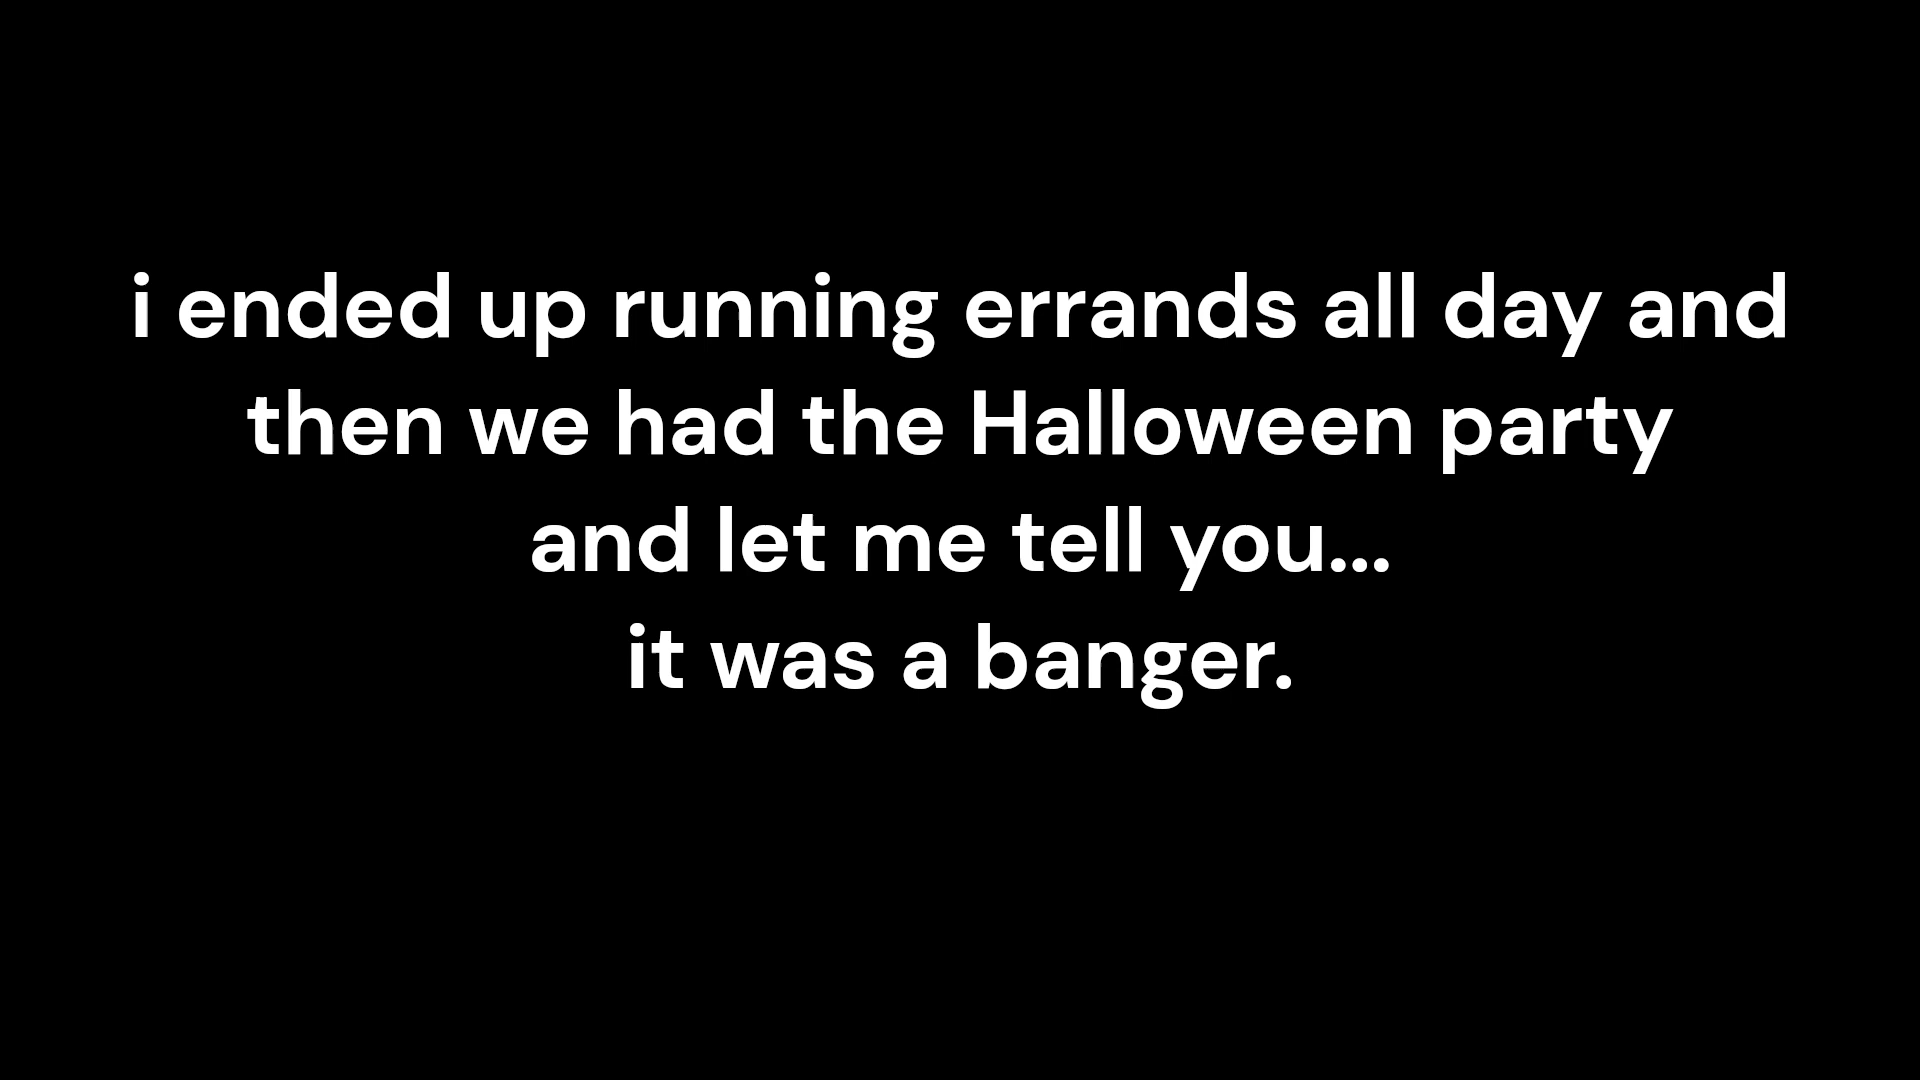 i ended up running errands all day and
then we had the Halloween party
and let me tell you...
it was a banger.